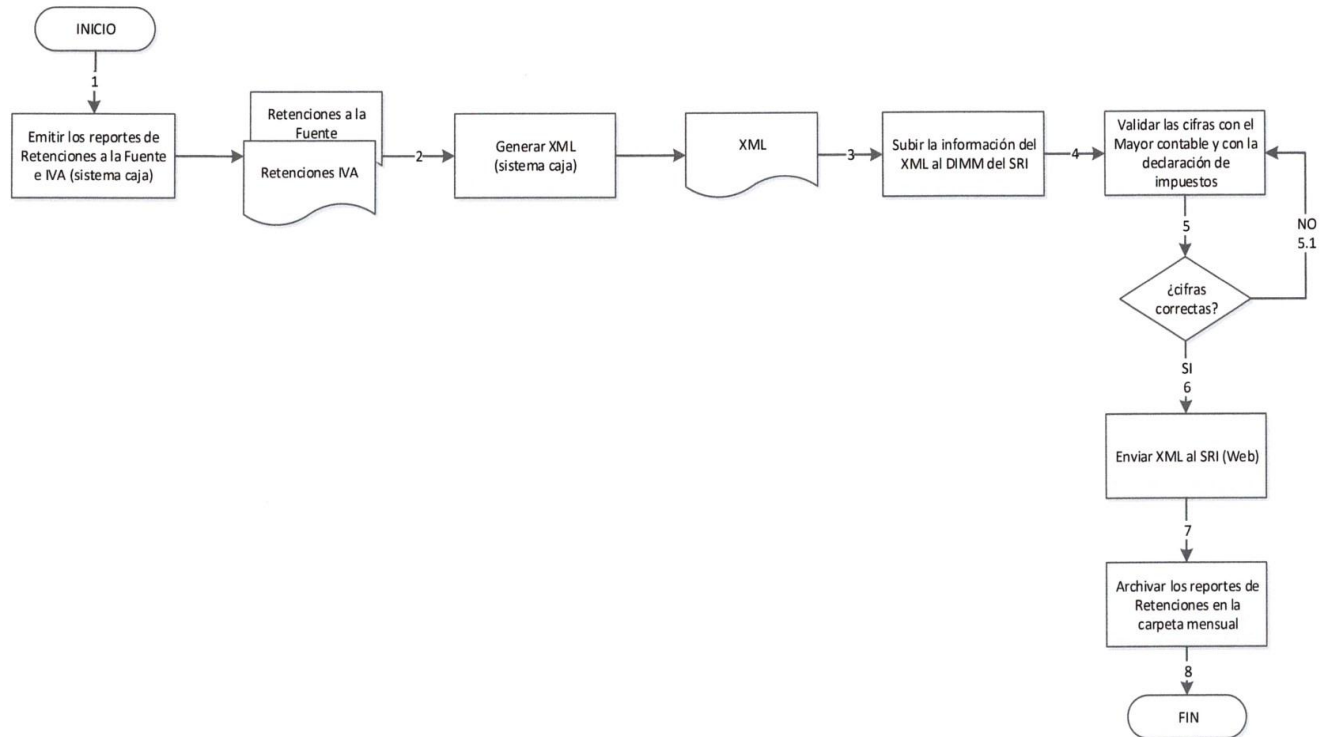 INICIO
1
Emitir los reportes de
Retenciones a la Fuente
e IVA (sistema caja)
Retenciones a la
Fuente
Retenciones IVA
2
Generar XML
(sistema caja)
XML
3
Subir la información del
XML al DIMM del SRI
4
Validar las cifras con el
Mayor contable y con la
declaración de
impuestos
5
NO
5.1
¿cifras
correctas?
SI
6
Enviar XML al SRI (Web)
7
Archivar los reportes de
Retenciones en la
carpeta mensual
8
FIN